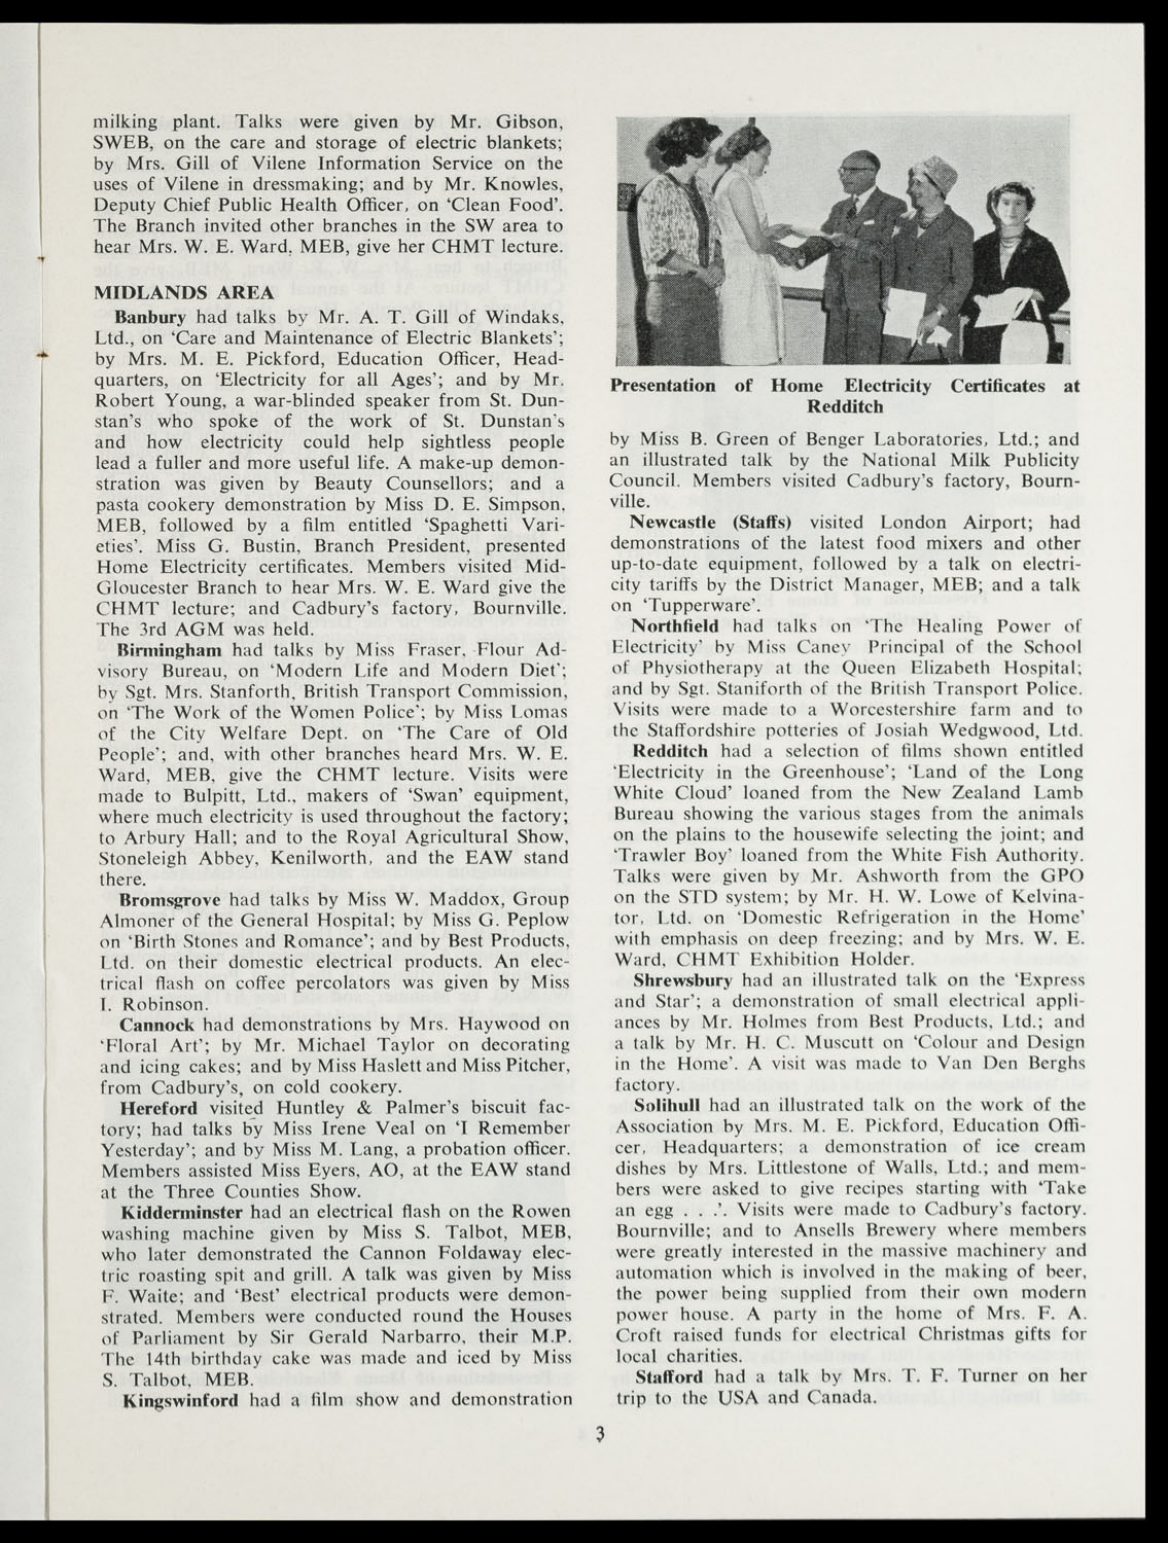 milking plant. Talks were given by Mr. Gibson,
SWEB, on the care and storage of electric blankets;
by Mrs. Gill of Vilene Information Service on the
uses of Vilene in dressmaking; and by Mr. Knowles,
Deputy Chief Public Health Officer, on ‘Clean Food’.
The Branch invited other branches in the SW area to
hear Mrs. W. E. Ward, MEB, give her CHMT lecture.
MIDLANDS AREA
Banbury had talks by Mr. A. T. Gill of Windaks,
Ltd., on ‘Care and Maintenance of Electric Blankets’;
by Mrs. M. E. Pickford, Education Officer, Head-
quarters, on ‘Electricity for all Ages’; and by Mr.
Robert Young, a war-blinded speaker from St. Dun-
stan’s who spoke of the work of St. Dunstan’s
and how electricity could help sightless people
lead a fuller and more useful life. A make-up demon-
stration was given by Beauty Counsellors; and a
pasta cookery demonstration by Miss D. E. Simpson,
MEB, followed by a film entitled ‘Spaghetti Vari-
eties’. Miss G. Bustin, Branch President, presented
Home Electricity certificates. Members visited Mid-
Gloucester Branch to hear Mrs. W. E. Ward give the
CHMT lecture; and Cadbury’s factory, Bournville.
The 3rd AGM was held.
Birmingham had talks by Miss Fraser, Flour Ad-
visory Bureau, on ‘Modern Life and Modern Diet’;
by Sgt. Mrs. Stanforth, British Transport Commission,
on ‘The Work of the Women Police’; by Miss Lomas
of the City Welfare Dept. on ‘The Care of Old
People’; and, with other branches heard Mrs. W. E.
Ward, MEB, give the CHMT lecture. Visits were
made to Bulpitt, Ltd., makers of ‘Swan’ equipment,
where much electricity is used throughout the factory;
to Arbury Hall; and to the Royal Agricultural Show,
Stoneleigh Abbey, Kenilworth, and the EAW stand
there.
Bromsgrove had talks by Miss W. Maddox, Group
Almoner of the General Hospital; by Miss G. Peplow
on ‘Birth Stones and Romance’; and by Best Products,
Ltd. on their domestic electrical products. An elec-
trical flash on coffee percolators was given by Miss
I. Robinson.
Cannock had demonstrations by Mrs. Haywood on
‘Floral Art’; by Mr. Michael Taylor on decorating
and icing cakes; and by Miss Haslett and Miss Pitcher,
from Cadbury’s, on cold cookery.
Hereford visited Huntley & Palmer’s biscuit fac-
tory; had talks by Miss Irene Veal on ‘I Remember
Yesterday’; and by Miss M. Lang, a probation officer.
Members assisted Miss Eyers, AO, at the EAW stand
at the Three Counties Show.
Kidderminster had an electrical flash on the Rowen
washing machine given by Miss S. Talbot, MEB,
who later demonstrated the Cannon Foldaway elec-
tric roasting spit and grill. A talk was given by Miss
F. Waite; and ‘Best’ electrical products were demon-
strated. Members were conducted round the Houses
of Parliament by Sir Gerald Narbarro, their M.P.
The 14th birthday cake was made and iced by Miss
S. Talbot, MEB.
Kingswinford had a film show and demonstration
Presentation of Home Electricity Certificates at
Redditch
by Miss B. Green of Benger Laboratories, Ltd.; and
an illustrated talk by the National Milk Publicity
Council. Members visited Cadbury’s factory, Bourn-
ville.
Newcastle (Staffs) visited London Airport; had
demonstrations of the latest food mixers and other
up-to-date equipment, followed by a talk on electri-
city tariffs by the District Manager, MEB; and a talk
on ‘Tupperware’.
Northfield had talks on ‘The Healing Power of
Electricity’ by Miss Caney Principal of the School
of Physiotherapy at the Queen Elizabeth Hospital;
and by Sgt. Staniforth of the British Transport Police.
Visits were made to a Worcestershire farm and to
the Staffordshire potteries of Josiah Wedgwood, Ltd.
Redditch had a selection of films shown entitled
‘Electricity in the Greenhouse’; ‘Land of the Long
White Cloud’ loaned from the New Zealand Lamb
Bureau showing the various stages from the animals
on the plains to the housewife selecting the joint; and
‘Trawler Boy’ loaned from the White Fish Authority.
Talks were given by Mr. Ashworth from the GPO
on the STD system; by Mr. H. W. Lowe of Kelvina-
tor, Ltd. on ‘Domestic Refrigeration in the Home’
with emphasis on deep freezing; and by Mrs. W. E.
Ward, CHMT Exhibition Holder.
Shrewsbury had an illustrated talk on the ‘Express
and Star’; a demonstration of small electrical appli-
ances by Mr. Holmes from Best Products, Ltd.; and
a talk by Mr. H. C. Muscutt on ‘Colour and Design
in the Home’. A visit was made to Van Den Berghs
factory.
Solihull had an illustrated talk on the work of the
Association by Mrs. M. E. Pickford, Education Offi-
cer, Headquarters; a demonstration of ice cream
dishes by Mrs. Littlestone of Walls, Ltd.; and mem-
bers were asked to give recipes starting with ‘Take
an egg . . .’. Visits were made to Cadbury’s factory.
Bournville; and to Ansells Brewery where members
were greatly interested in the massive machinery and
automation which is involved in the making of beer,
the power being supplied from their own modern
power house. A party in the home of Mrs. F. A.
Croft raised funds for electrical Christmas gifts for
local charities.
Stafford had a talk by Mrs. T. F. Turner on her
trip to the USA and Canada.
3